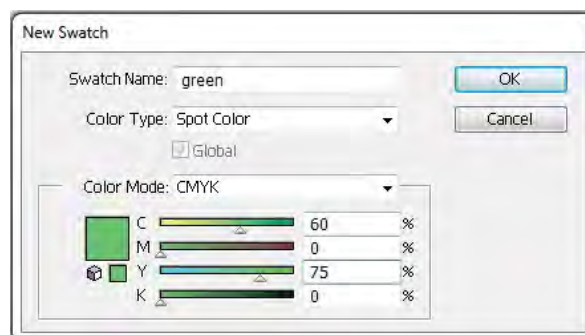 New Swatch
Swatch Name: green
OK
Color Type: Spot Color
Cancel
Global
Color Mode: CMYK
C 60 %
M 0 %
Y 75 %
K 0 %